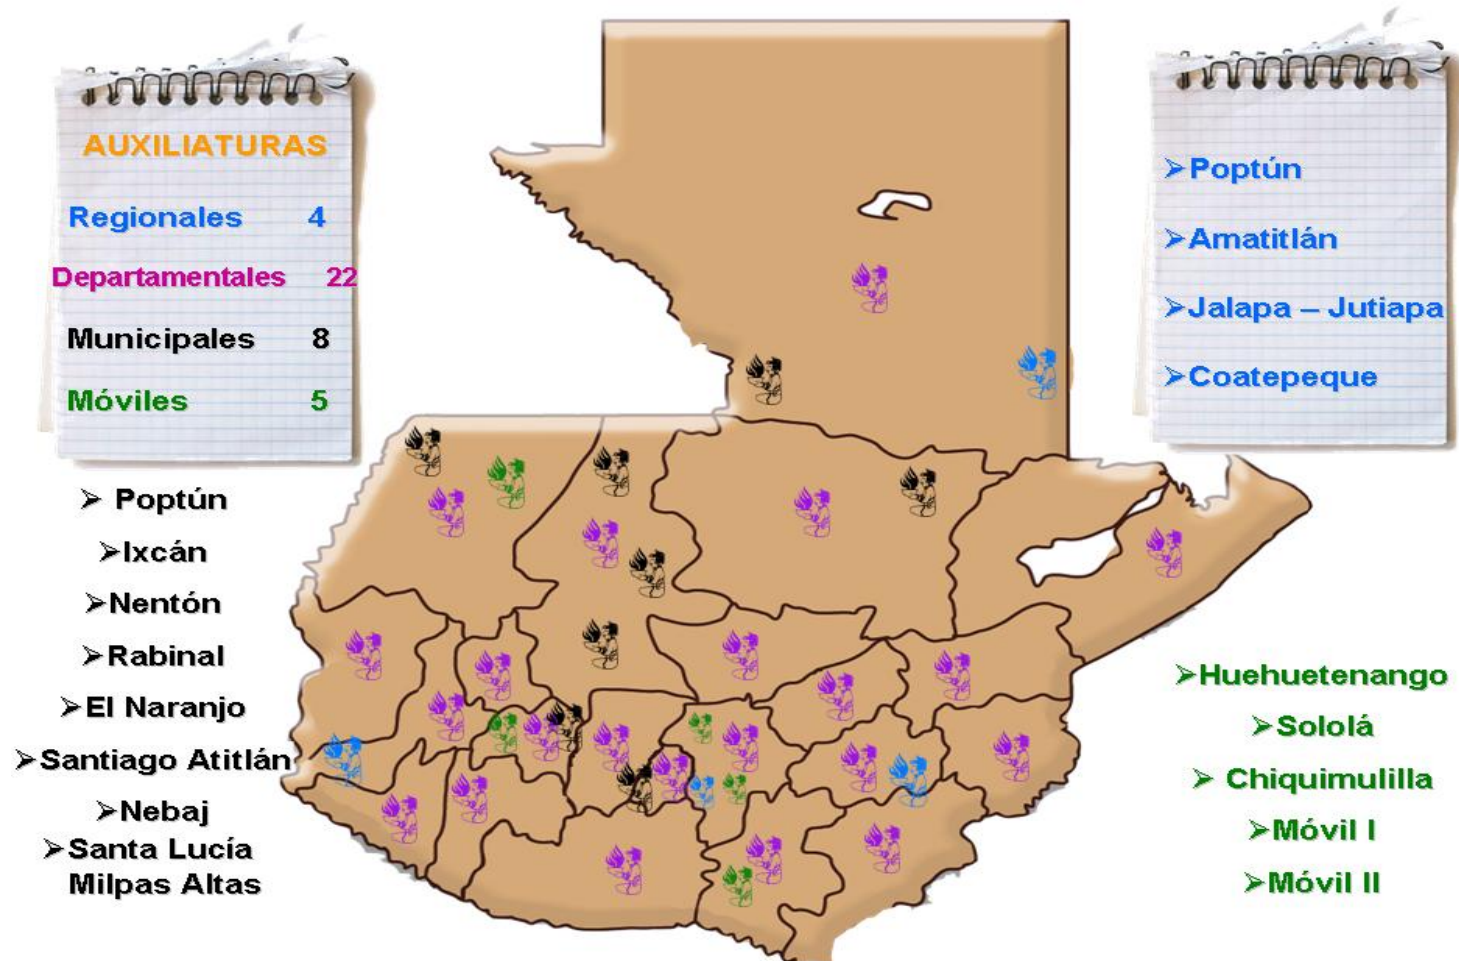 AUXILIATURAS
Regionales 4
Departamentales 22
Municipales 8
Móviles 5
➢ Poptún
➢Ixcán
➢Nentón
➢Rabinal
➢El Naranjo
➢Santiago Atitlán
➢Nebaj
➢Santa Lucía
Milpas Altas
➢Poptún
➢Amatitlán
➢Jalapa – Jutiapa
➢Coatepeque
➢Huehuetenango
➢Sololá
➢ Chiquimulilla
➢Móvil I
➢Móvil II